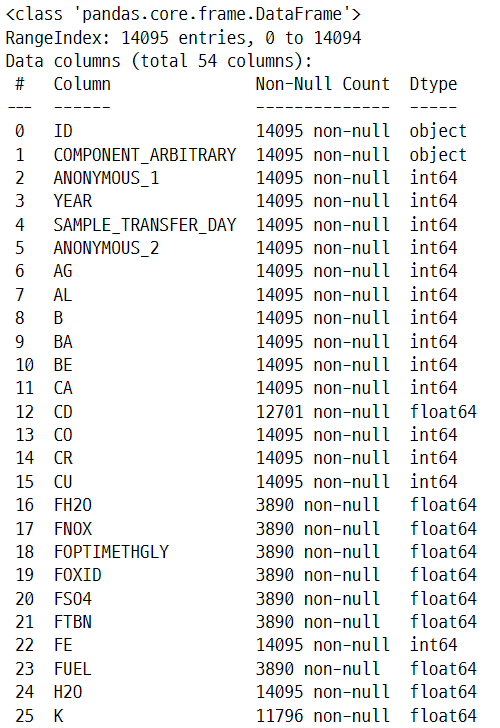 <class 'pandas.core.frame.DataFrame'>
RangeIndex: 14095 entries, 0 to 14094
Data columns (total 54 columns):
 #   Column               Non-Null Count  Dtype
---  ------               --------------  -----
 0   ID                   14095 non-null  object
 1   COMPONENT_ARBITRARY  14095 non-null  object
 2   ANONYMOUS_1          14095 non-null  int64
 3   YEAR                 14095 non-null  int64
 4   SAMPLE_TRANSFER_DAY  14095 non-null  int64
 5   ANONYMOUS_2          14095 non-null  int64
 6   AG                   14095 non-null  int64
 7   AL                   14095 non-null  int64
 8   B                    14095 non-null  int64
 9   BA                   14095 non-null  int64
 10  BE                   14095 non-null  int64
 11  CA                   14095 non-null  int64
 12  CD                   12701 non-null  float64
 13  CO                   14095 non-null  int64
 14  CR                   14095 non-null  int64
 15  CU                   14095 non-null  int64
 16  FH2O                 3890 non-null   float64
 17  FNOX                 3890 non-null   float64
 18  FOPTIMETHGLY         3890 non-null   float64
 19  FOXID                3890 non-null   float64
 20  FSO4                 3890 non-null   float64
 21  FTBN                 3890 non-null   float64
 22  FE                   14095 non-null  int64
 23  FUEL                 3890 non-null   float64
 24  H2O                  14095 non-null  float64
 25  K                    11796 non-null  float64